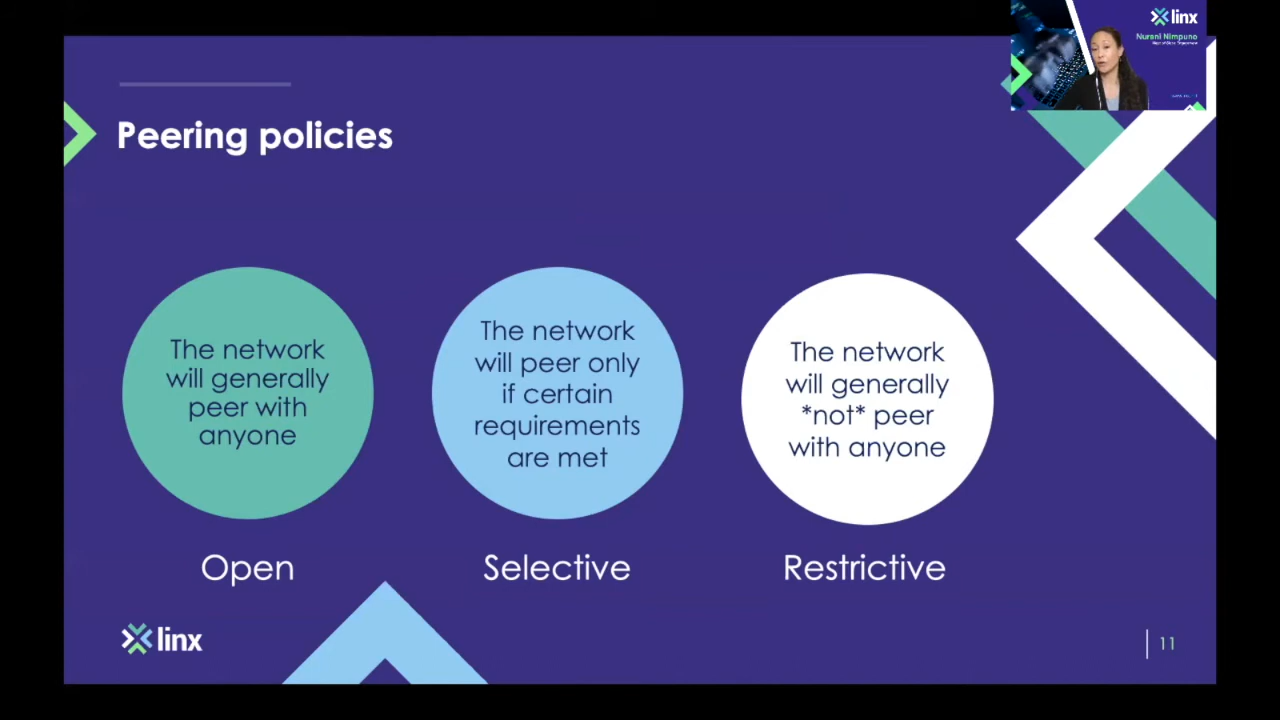 linx
Nurani Nimpuno
Peering policies
The network
will generally
peer with
anyone
The network
will peer only
if certain
requirements
are met
The network
will generally
*not* peer
with anyone
Open
Selective
Restrictive
linx
11